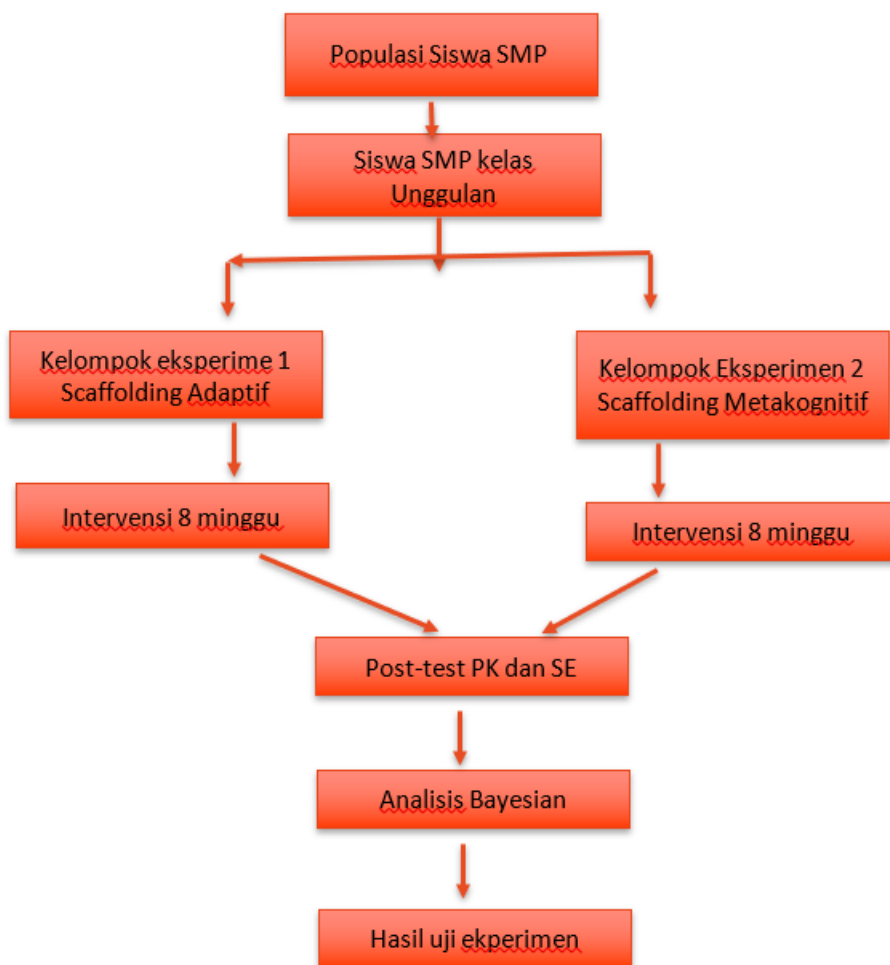 Populasi Siswa SMP
Siswa SMP kelas
Unggulan
Kelompok eksperime 1
Scaffolding Adaptif
Kelompok Eksperimen 2
Scaffolding Metakognitif
Intervensi 8 minggu
Intervensi 8 minggu
Post-test PK dan SE
Analisis Bayesian
Hasil uji ekperimen